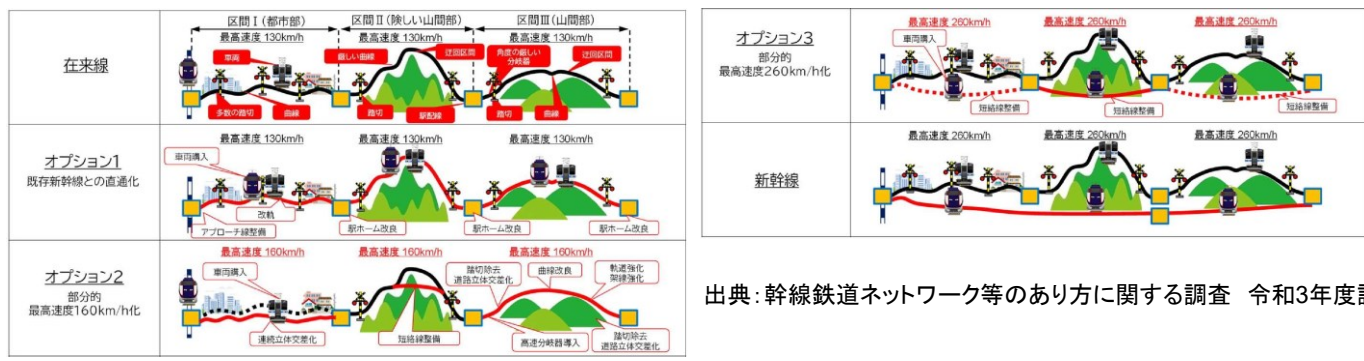 区間Ⅰ(都市部)
区間Ⅱ(険しい山間部)
区間Ⅲ(山間部)
在来線
最高速度 130km/h
最高速度 130km/h
最高速度 130km/h
車両
多数の踏切
曲線
厳しい曲線
迂回区間
踏切
駅配線
角度の厳しい
分岐器
迂回区間
踏切
曲線
オプション1
既存新幹線との直通化
最高速度 130km/h
最高速度 130km/h
最高速度 130km/h
車両購入
改軌
アプローチ線整備
駅ホーム改良
駅ホーム改良
駅ホーム改良
オプション2
部分的
最高速度160km/h化
最高速度 160km/h
最高速度 160km/h
最高速度 160km/h
車両購入
連続立体交差化
短絡線整備
踏切除去
道路立体交差化
曲線改良
軌道強化
架線強化
高速分岐器導入
踏切除去
道路立体交差化
オプション3
部分的
最高速度260km/h化
最高速度 260km/h
最高速度 260km/h
最高速度 260km/h
車両購入
短絡線整備
短絡線整備
短絡線整備
新幹線
最高速度 260km/h
最高速度 260km/h
最高速度 260km/h
出典:幹線鉄道ネットワーク等のあり方に関する調査 令和3年度